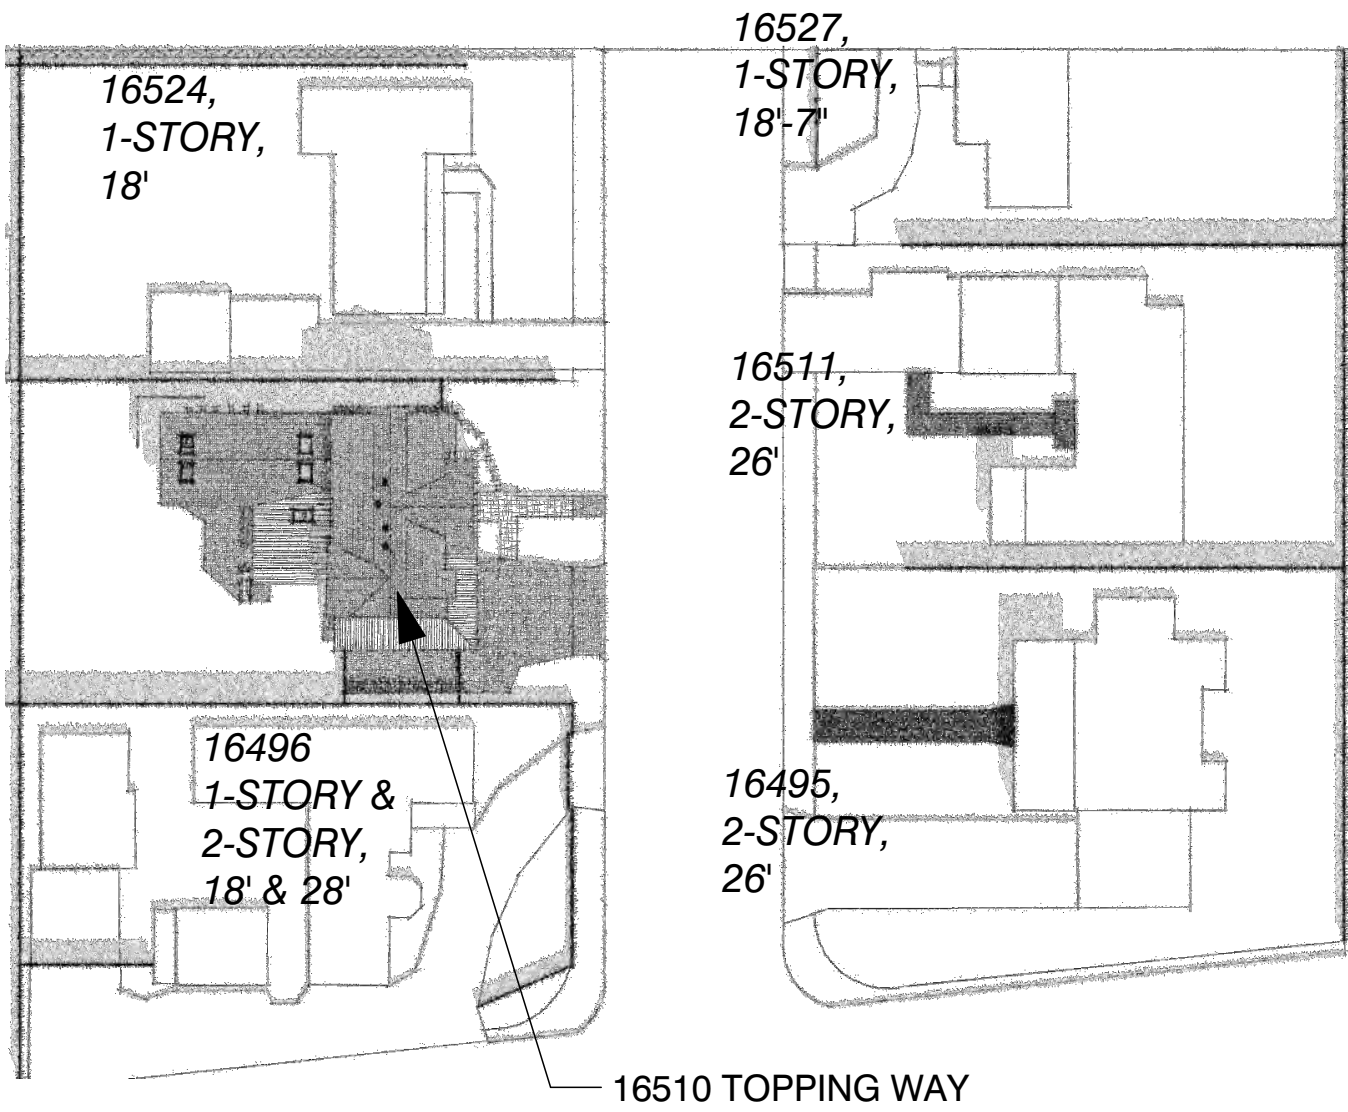 16527,
1-STORY,
18'-7"
16524,
1-STORY,
18'
16511,
2-STORY,
26'
16496
1-STORY &
2-STORY,
18' & 28'
16495,
2-STORY,
26'
16510 TOPPING WAY